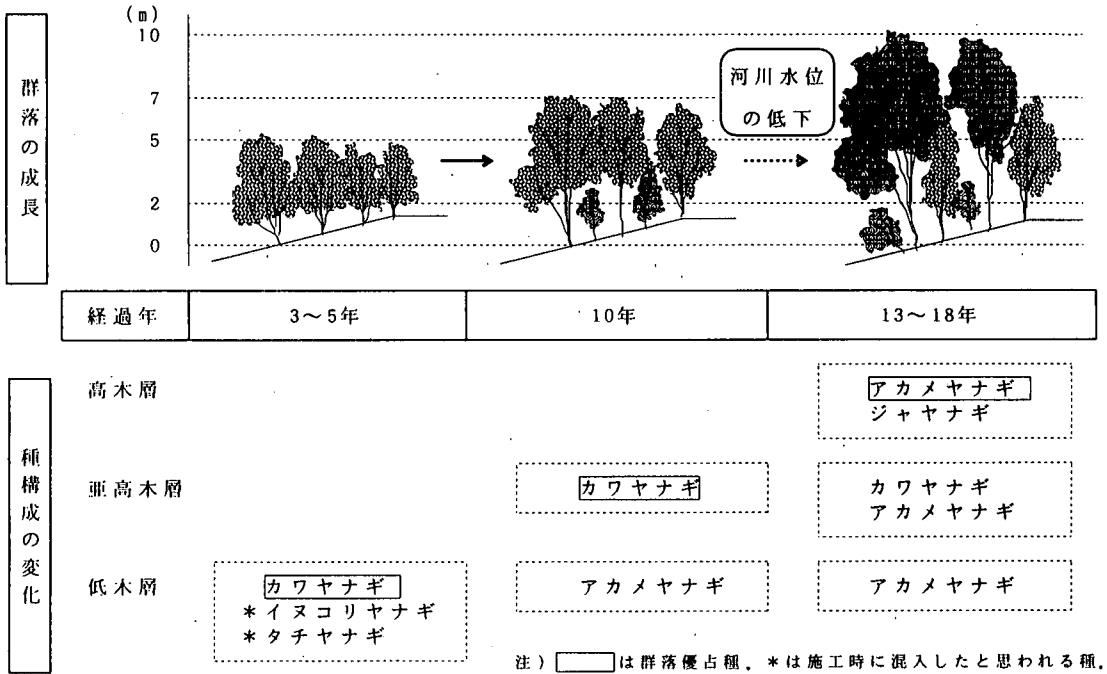 (m)
10
7
5
2
0
群落の成長
河川水位
の低下
経過年
3～5年
10年
13～18年
種構成の変化
高木層
アカメヤナギ
ジャヤナギ
亜高木層
カワヤナギ
カワヤナギ
アカメヤナギ
低木層
カワヤナギ
*イヌコリヤナギ
*タチヤナギ
アカメヤナギ
アカメヤナギ
注）は群落優占種．*は施工時に混入したと思われる種．